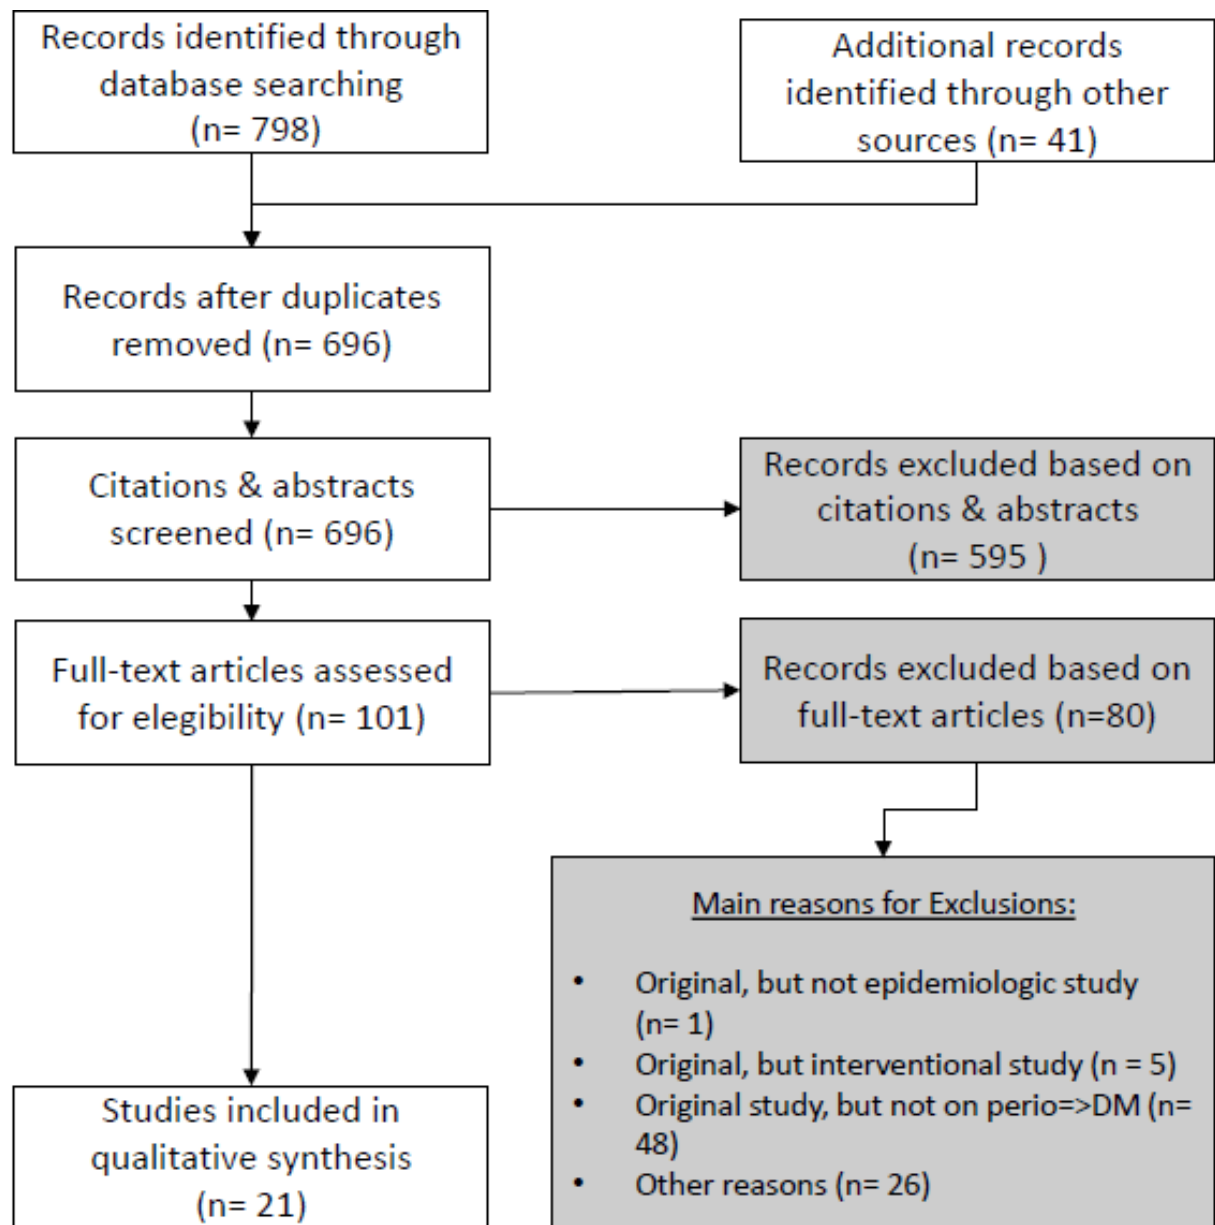 Records identified through
database searching
(n= 798)
Additional records
identified through other
sources (n= 41)
Records after duplicates
removed (n= 696)
Citations & abstracts
screened (n= 696)
Records excluded based on
citations & abstracts
(n= 595 )
Full-text articles assessed
for elegibility (n= 101)
Records excluded based on
full-text articles (n=80)
Main reasons for Exclusions:
• Original, but not epidemiologic study
(n= 1)
• Original, but interventional study (n = 5)
• Original study, but not on perio=>DM (n=
48)
• Other reasons (n= 26)
Studies included in
qualitative synthesis
(n= 21)